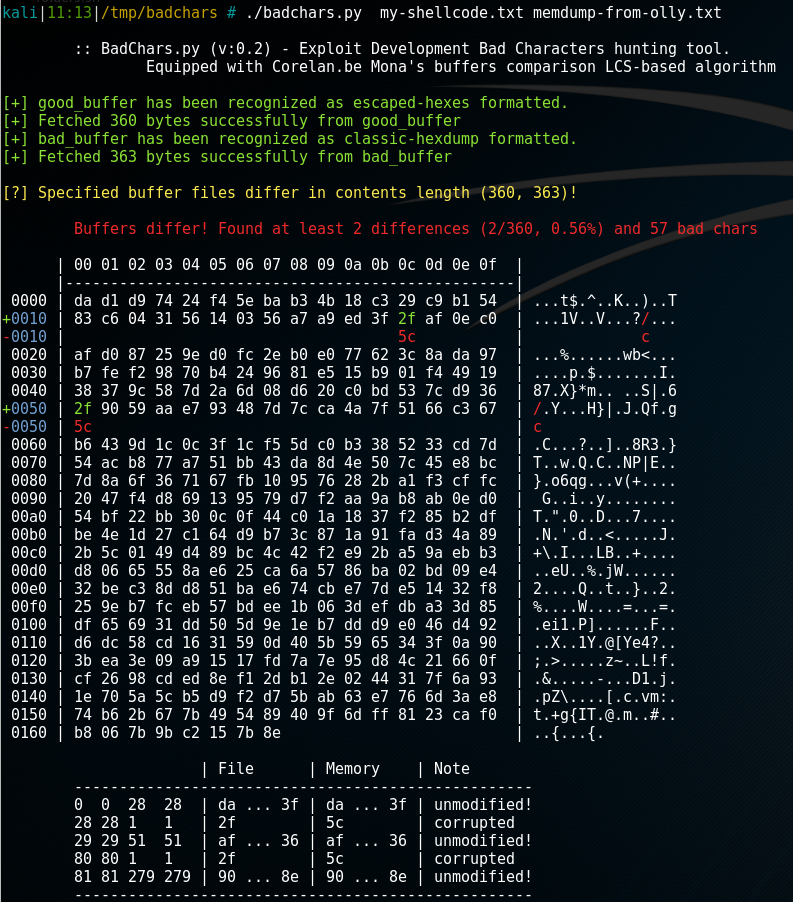 kali|11:13|/tmp/badchars # ./badchars.py  my-shellcode.txt memdump-from-olly.txt

        :: BadChars.py (v:0.2) - Exploit Development Bad Characters hunting tool.
                Equipped with Corelan.be Mona's buffers comparison LCS-based algorithm

[+] good_buffer has been recognized as escaped-hexes formatted.
[+] Fetched 360 bytes successfully from good_buffer
[+] bad_buffer has been recognized as classic-hexdump formatted.
[+] Fetched 363 bytes successfully from bad_buffer

[?] Specified buffer files differ in contents length (360, 363)!

        Buffers differ! Found at least 2 differences (2/360, 0.56%) and 57 bad chars

      | 00 01 02 03 04 05 06 07 08 09 0a 0b 0c 0d 0e 0f  |
      |--------------------------------------------------|
 0000 | da d1 d9 74 24 f4 5e ba b3 4b 18 c3 29 c9 b1 54  | ...t$.^..K..)..T
+0010 | 83 c6 04 31 56 14 03 56 a7 a9 ed 3f 2f af 0e c0  | ...1V..V...?/...
-0010 |                                     5c           |             c
 0020 | af d0 87 25 9e d0 fc 2e b0 e0 77 62 3c 8a da 97  | ...%......wb<...
 0030 | b7 fe f2 98 70 b4 24 96 81 e5 15 b9 01 f4 49 19  | ....p.$.......I.
 0040 | 38 37 9c 58 7d 2a 6d 08 d6 20 c0 bd 53 7c d9 36  | 87.X}*m.. ..S|.6
+0050 | 2f 90 59 aa e7 93 48 7d 7c ca 4a 7f 51 66 c3 67  | /.Y...H}|.J.Qf.g
-0050 | 5c                                               | c
 0060 | b6 43 9d 1c 0c 3f 1c f5 5d c0 b3 38 52 33 cd 7d  | .C...?..]..8R3.}
 0070 | 54 ac b8 77 a7 51 bb 43 da 8d 4e 50 7c 45 e8 bc  | T..w.Q.C..NP|E..
 0080 | 7d 8a 6f 36 71 67 fb 10 95 76 28 2b a1 f3 cf fc  | }.o6qg...v(+....
 0090 | 20 47 f4 d8 69 13 95 79 d7 f2 aa 9a b8 ab 0e d0  |  G..i..y........
 00a0 | 54 bf 22 bb 30 0c 0f 44 c0 1a 18 37 f2 85 b2 df  | T.".0..D...7....
 00b0 | be 4e 1d 27 c1 64 d9 b7 3c 87 1a 91 fa d3 4a 89  | .N.'.d..<.....J.
 00c0 | 2b 5c 01 49 d4 89 bc 4c 42 f2 e9 2b a5 9a eb b3  | +\.I...LB..+....
 00d0 | d8 06 65 55 8a e6 25 ca 6a 57 86 ba 02 bd 09 e4  | ..eU..%.jW......
 00e0 | 32 be c3 8d d8 51 ba e6 74 cb e7 7d e5 14 32 f8  | 2....Q..t..}..2.
 00f0 | 25 9e b7 fc eb 57 bd ee 1b 06 3d ef db a3 3d 85  | %....W....=...=.
 0100 | df 65 69 31 dd 50 5d 9e 1e b7 dd d9 e0 46 d4 92  | .ei1.P]......F..
 0110 | d6 dc 58 cd 16 31 59 0d 40 5b 59 65 34 3f 0a 90  | ..X..1Y.@[Ye4?..
 0120 | 3b ea 3e 09 a9 15 17 fd 7a 7e 95 d8 4c 21 66 0f  | ;.>.....z~..L!f.
 0130 | cf 26 98 cd ed 8e f1 2d b1 2e 02 44 31 7f 6a 93  | .&.....-...D1.j.
 0140 | 1e 70 5a 5c b5 d9 f2 d7 5b ab 63 e7 76 6d 3a e8  | .pZ\....[.c.vm:.
 0150 | 74 b6 2b 67 7b 49 54 89 40 9f 6d ff 81 23 ca f0  | t.+g{IT.@.m..#..
 0160 | b8 06 7b 9b c2 15 7b 8e                          | ..{...{.

                      | File      | Memory    | Note
        ---------------------------------------------------
        0  0  28  28  | da ... 3f | da ... 3f | unmodified!
        28 28 1   1   | 2f        | 5c        | corrupted
        29 29 51  51  | af ... 36 | af ... 36 | unmodified!
        80 80 1   1   | 2f        | 5c        | corrupted
        81 81 279 279 | 90 ... 8e | 90 ... 8e | unmodified!
        ---------------------------------------------------